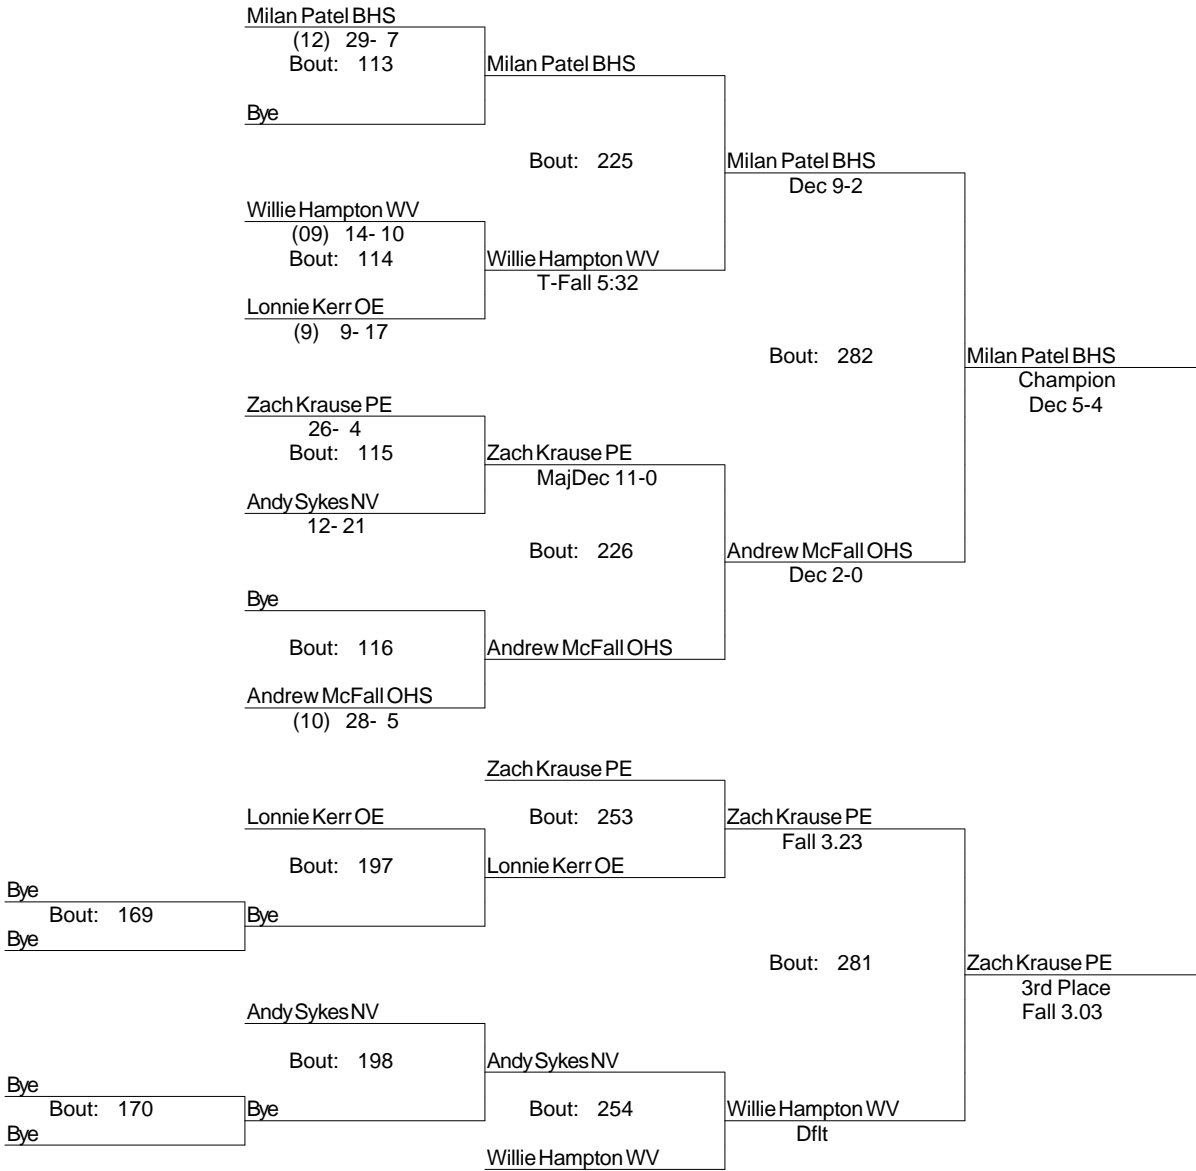 Milan Patel BHS
(12) 29- 7
Bout: 113
Milan Patel BHS
Bye
Bout: 225
Milan Patel BHS
Dec 9-2
Willie Hampton WV
(09) 14- 10
Bout: 114
Willie Hampton WV
T-Fall 5:32
Lonnie Kerr OE
(9) 9- 17
Bout: 282
Milan Patel BHS
Champion
Dec 5-4
Zach Krause PE
26- 4
Bout: 115
Zach Krause PE
MajDec 11-0
Andy Sykes NV
12- 21
Bout: 226
Andrew McFall OHS
Dec 2-0
Bye
Bout: 116
Andrew McFall OHS
Andrew McFall OHS
(10) 28- 5
Zach Krause PE
Lonnie Kerr OE
Bout: 253
Zach Krause PE
Fall 3.23
Bout: 197
Lonnie Kerr OE
Bye
Bout: 169
Bye
Bye
Bout: 281
Zach Krause PE
3rd Place
Fall 3.03
Andy Sykes NV
Bout: 198
Andy Sykes NV
Bye
Bout: 170
Bye
Bye
Bout: 254
Willie Hampton WV
Dflt
Willie Hampton WV